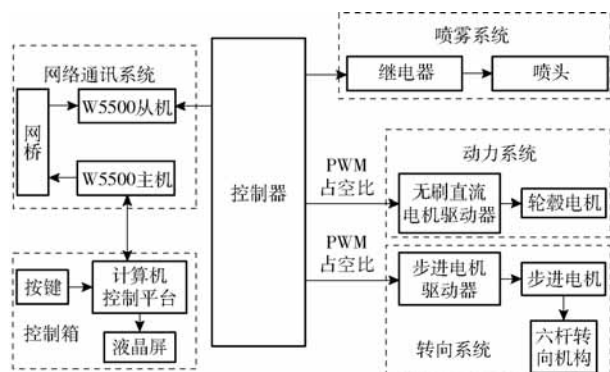 网络通讯系统
网桥
W5500从机
W5500主机
按键
计算机
控制平台
控制箱
液晶屏
控制器
喷雾系统
继电器
喷头
PWM
占空比
动力系统
无刷直流
电机驱动器
轮毂电机
PWM
占空比
步进电机
驱动器
步进电机
六杆转
向机构
转向系统